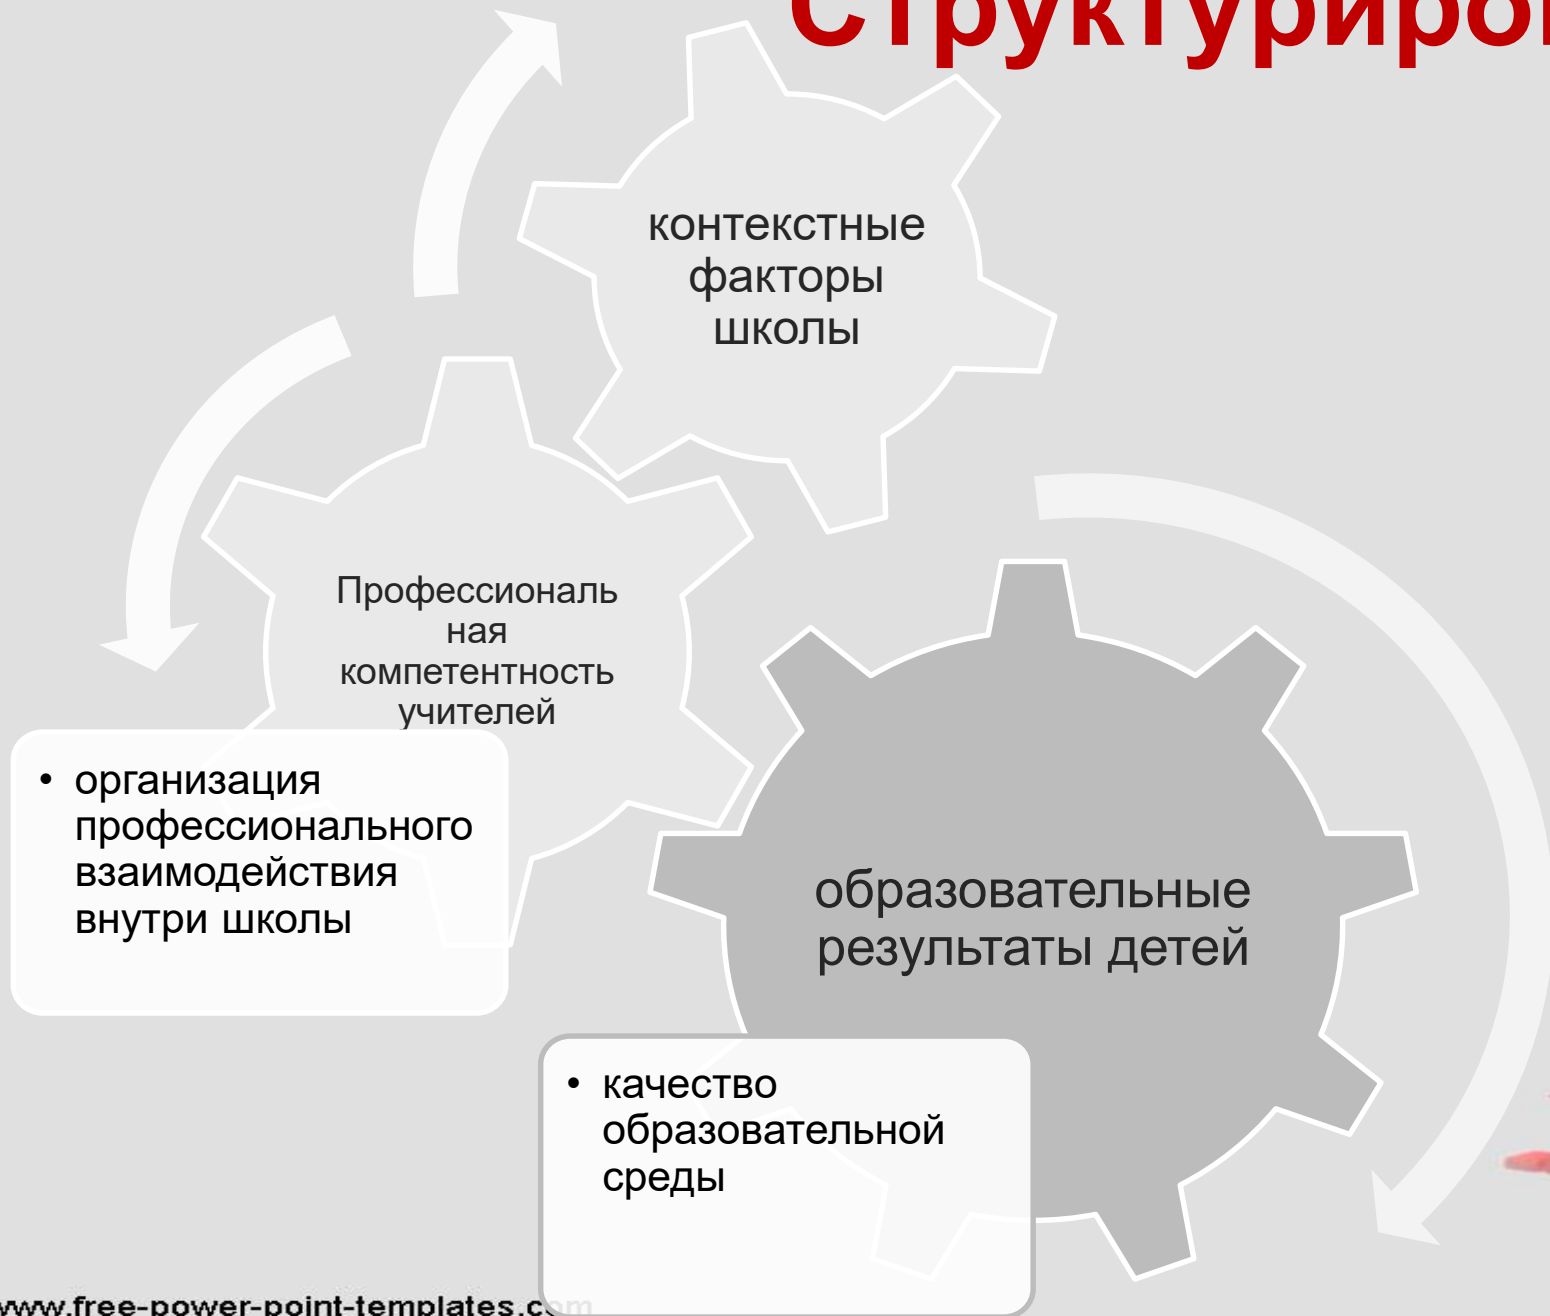 контекстные
факторы
школы
Профессиональ
ная
компетентность
учителей
• организация
профессионального
взаимодействия
внутри школы
образовательные
результаты детей
• качество
образовательной
среды
www.free-power-point-templates.com